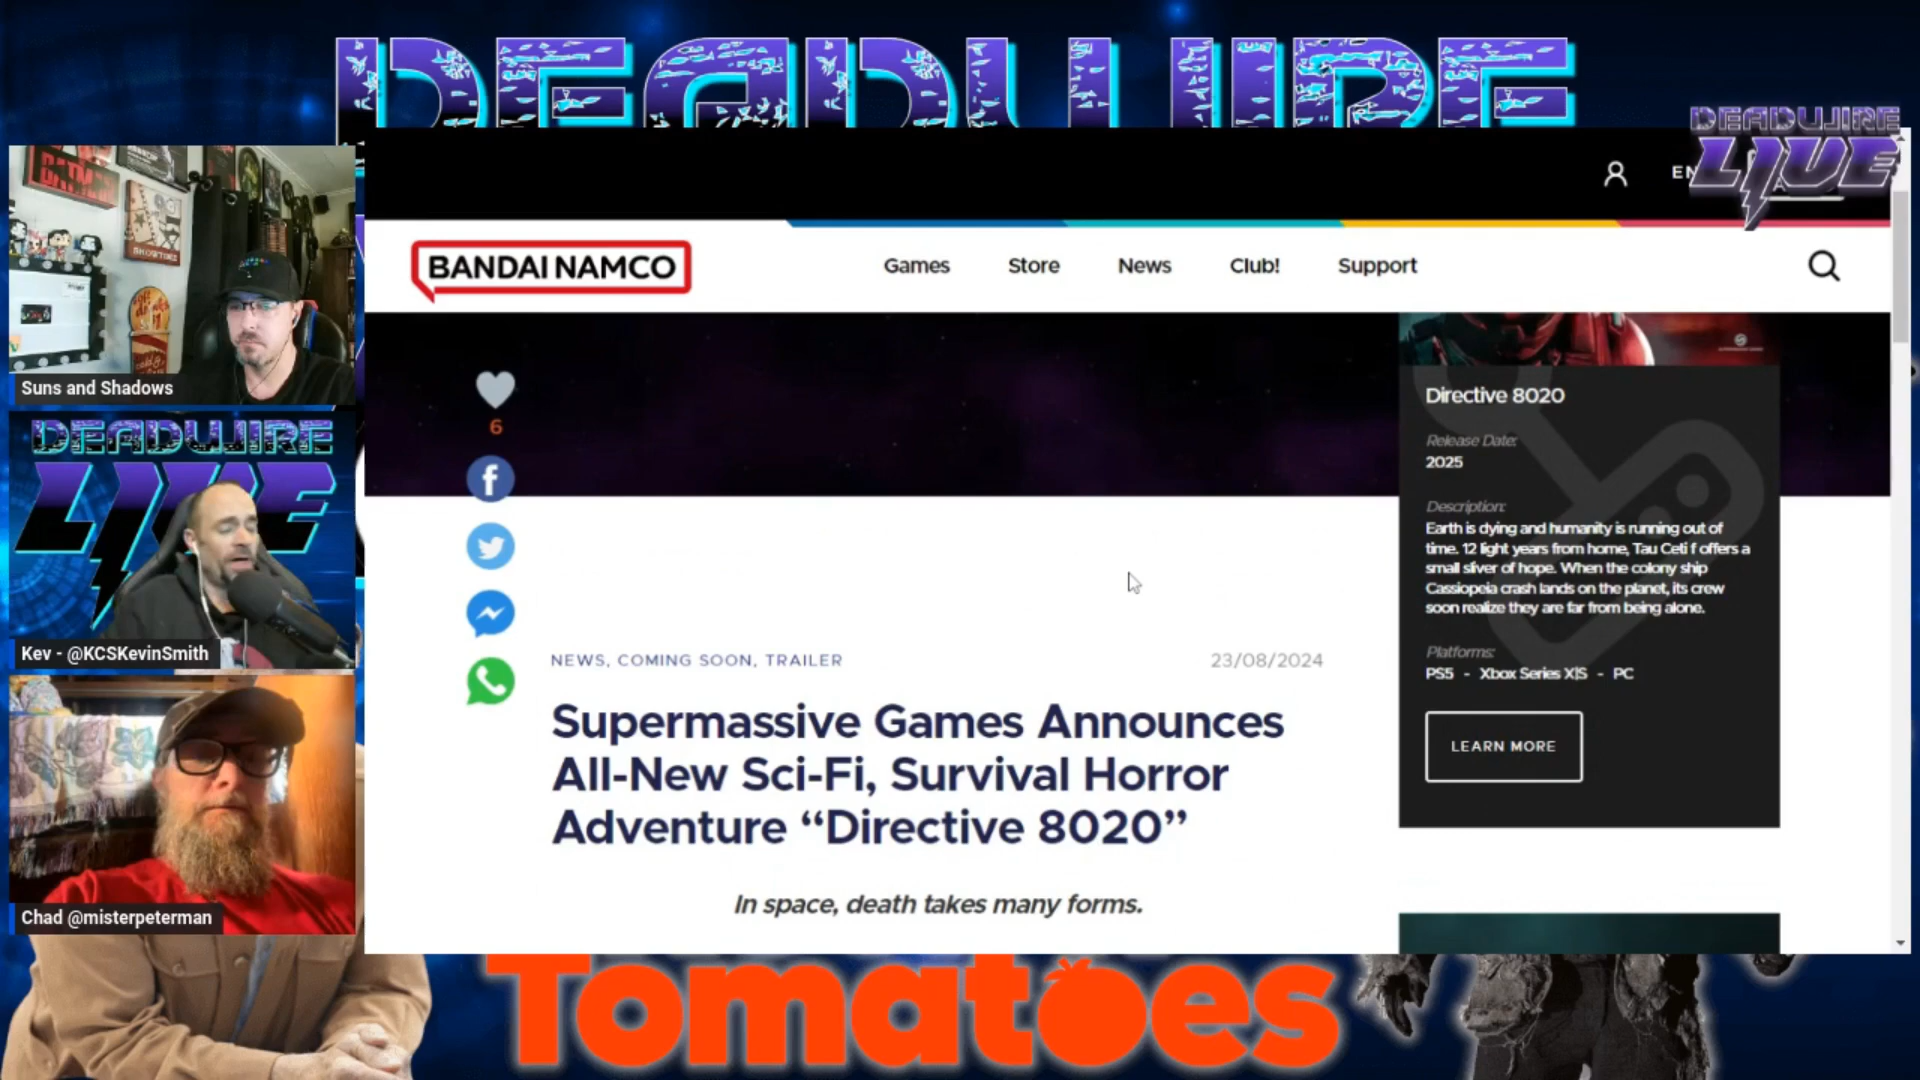 DEADWIRE
DEADWIRE
LIVE
EN
BANDAI NAMCO
Games
Store
News
Club!
Support
BATMAN
SHOWTIME
Suns and Shadows
DEADWIRE
LIVE
Kev - @KCSKevinSmith
Chad @misterpeterman
6
NEWS, COMING SOON, TRAILER
23/08/2024
Supermassive Games Announces
All-New Sci-Fi, Survival Horror
Adventure “Directive 8020”
In space, death takes many forms.
Directive 8020
Release Date:
2025
Description:
Earth is dying and humanity is running out of
time. 12 light years from home, Tau Ceti f offers a
small sliver of hope. When the colony ship
Cassiopeia crash lands on the planet, its crew
soon realize they are far from being alone.
Platforms:
PS5 - Xbox Series X|S - PC
LEARN MORE
Tomatoes